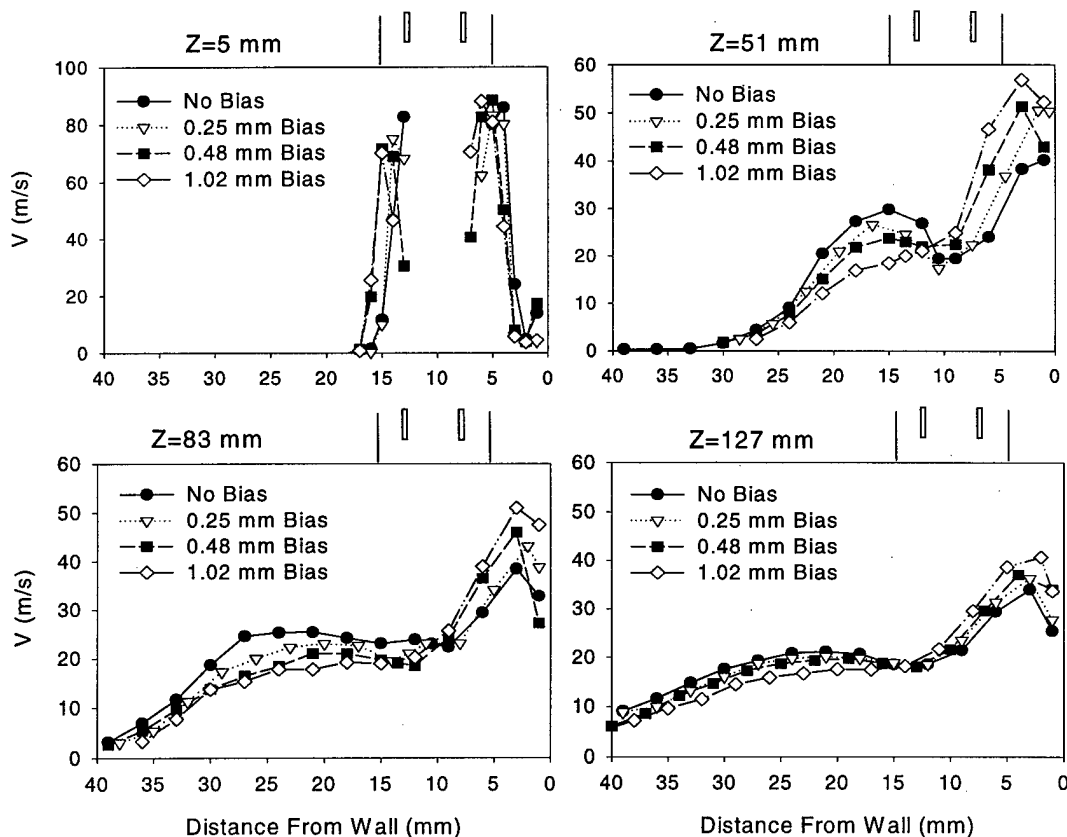 Z=5 mm
100
80
60
40
20
0
V (m/s)
No Bias
0.25 mm Bias
0.48 mm Bias
1.02 mm Bias
40 35 30 25 20 15 10 5 0
Z=51 mm
60
50
40
30
20
10
0
No Bias
0.25 mm Bias
0.48 mm Bias
1.02 mm Bias
40 35 30 25 20 15 10 5 0
Z=83 mm
60
50
40
30
20
10
0
V (m/s)
No Bias
0.25 mm Bias
0.48 mm Bias
1.02 mm Bias
40 35 30 25 20 15 10 5 0
Distance From Wall (mm)
Z=127 mm
60
50
40
30
20
10
0
No Bias
0.25 mm Bias
0.48 mm Bias
1.02 mm Bias
40 35 30 25 20 15 10 5 0
Distance From Wall (mm)